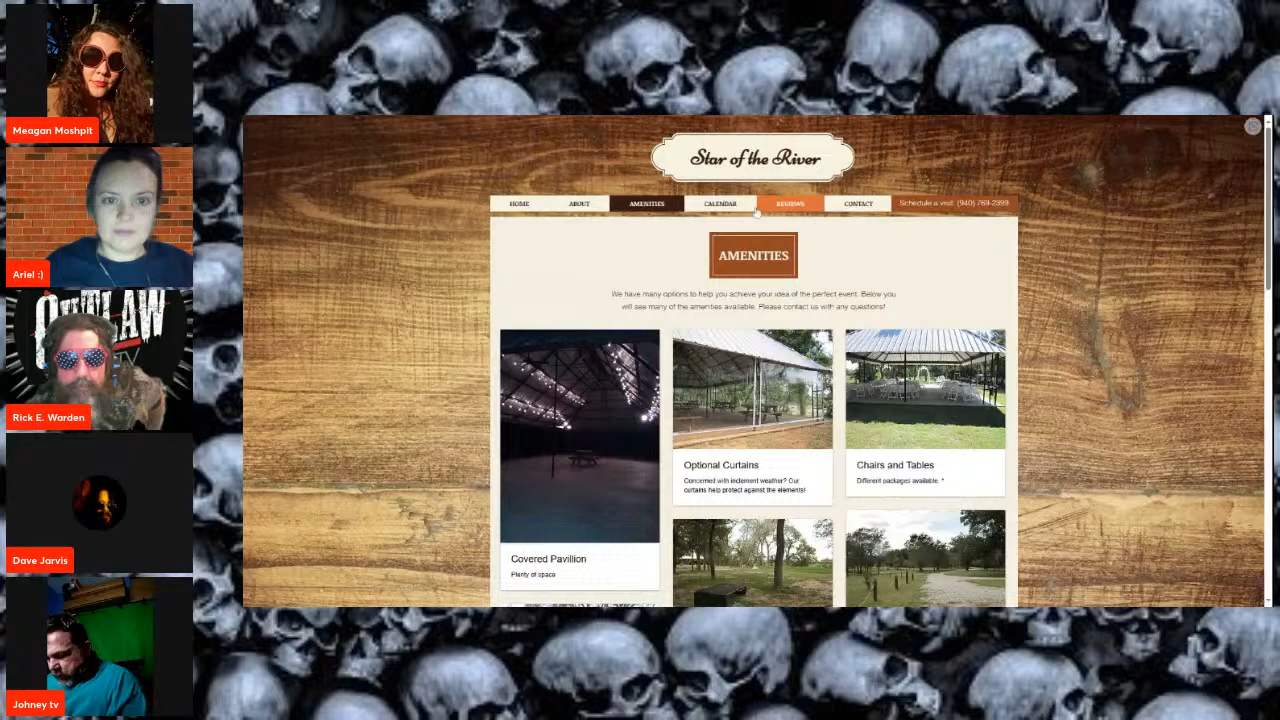 Meagan Moshpit
Ariel :)
OUTLAW
TV
Rick E. Warden
Dave Jarvis
Johney tv
Star of the River
HOME ABOUT AMENITIES CALENDAR REVIEWS CONTACT Schedule a visit: (940) 769-2399
AMENITIES
We have many options to help you achieve your idea of the perfect event. Below you
will see many of the amenities available. Please contact us with any questions!
Covered Pavillion
Plenty of space
Optional Curtains
Concerned with inclement weather? Our
curtains help protect against the elements!
Chairs and Tables
Different packages available. *